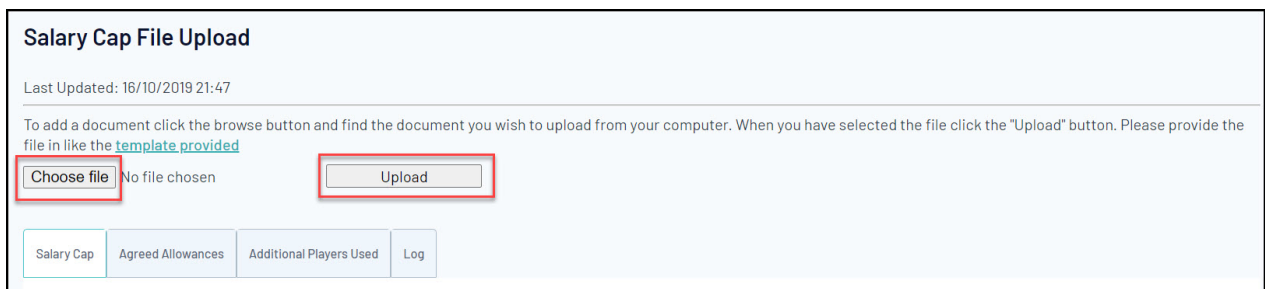 Salary Cap File Upload
Last Updated: 16/10/2019 21:47
To add a document click the browse button and find the document you wish to upload from your computer. When you have selected the file click the "Upload" button. Please provide the
file in like the template provided
Choose file No file chosen Upload
Salary Cap Agreed Allowances Additional Players Used Log